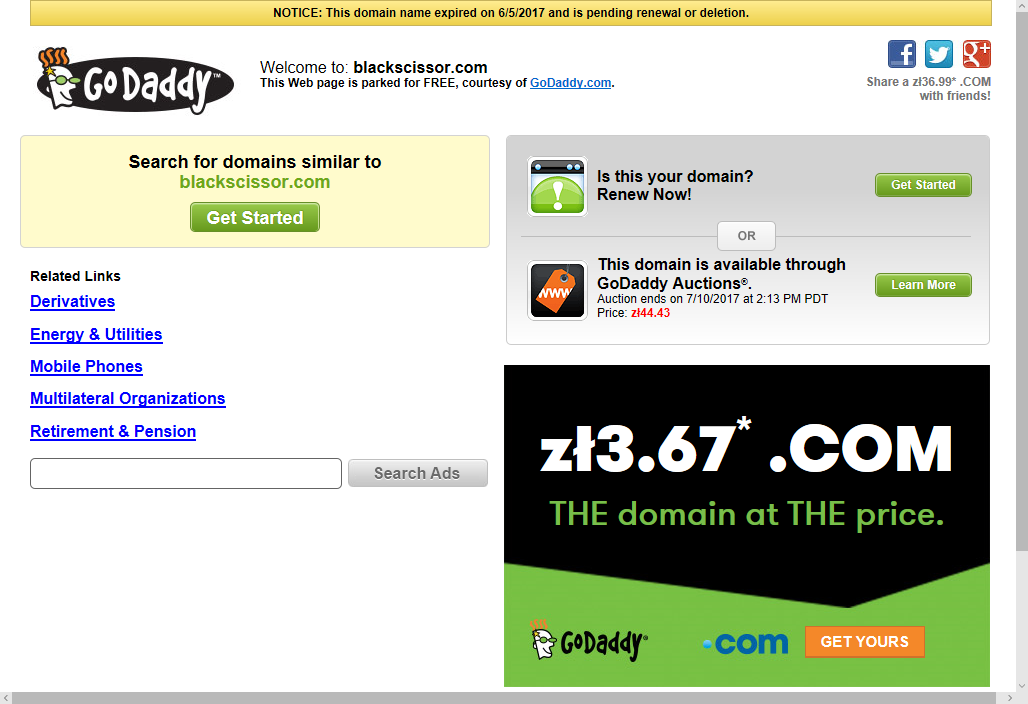 NOTICE: This domain name expired on 6/5/2017 and is pending renewal or deletion.
GO DADDY™
Welcome to: blackscissor.com
This Web page is parked for FREE, courtesy of GoDaddy.com.
Share a zł36.99* .COM
with friends!
Search for domains similar to
blackscissor.com
Get Started
Related Links
Derivatives
Energy & Utilities
Mobile Phones
Multilateral Organizations
Retirement & Pension
Search Ads
Is this your domain?
Renew Now!
Get Started
OR
www
This domain is available through
GoDaddy Auctions®.
Auction ends on 7/10/2017 at 2:13 PM PDT
Price: zł44.43
Learn More
zł3.67* .COM
THE domain at THE price.
GODADDY®
.com
GET YOURS